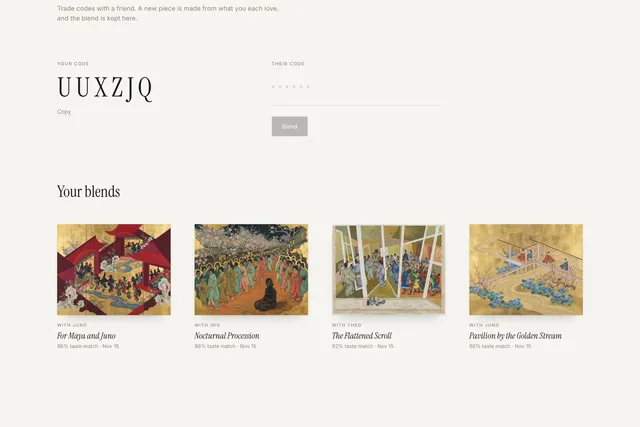 Trade codes with a friend. A new piece is made from what you each love,
and the blend is kept here.
YOUR CODE
UUXZJQ
Copy
THEIR CODE
Blend
Your blends
WITH JUNO
For Maya and Juno
86% taste match · Nov 15
WITH IRIS
Nocturnal Procession
86% taste match · Nov 15
WITH THEO
The Flattened Scroll
92% taste match · Nov 15
WITH JUNO
Pavilion by the Golden Stream
86% taste match · Nov 15